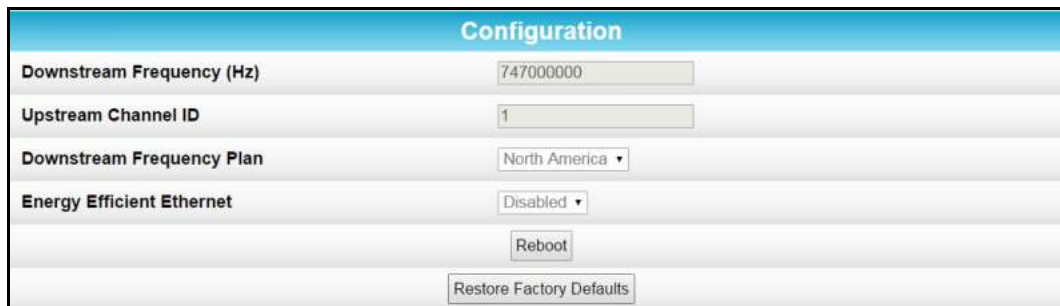 Configuration
Downstream Frequency (Hz) 747000000
Upstream Channel ID 1
Downstream Frequency Plan North America
Energy Efficient Ethernet Disabled
Reboot
Restore Factory Defaults